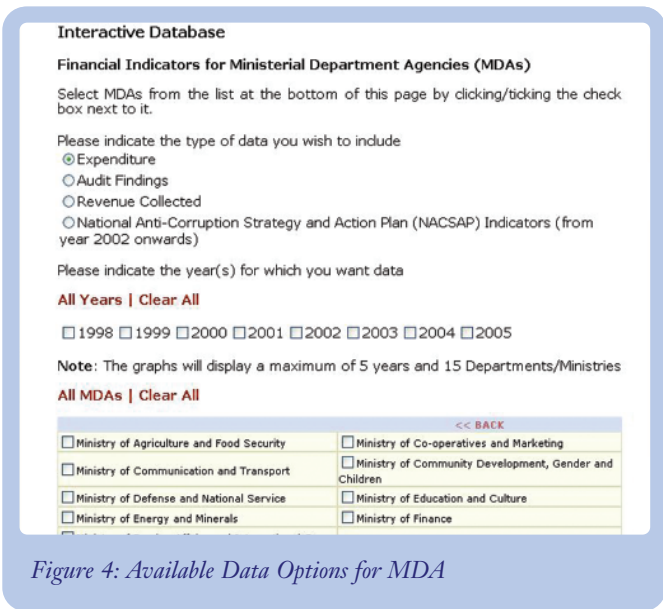 Interactive Database
Financial Indicators for Ministerial Department Agencies (MDAs)
Select MDAs from the list at the bottom of this page by clicking/ticking the check
box next to it.
Please indicate the type of data you wish to include
Expenditure
Audit Findings
Revenue Collected
National Anti-Corruption Strategy and Action Plan (NACSAP) Indicators (from
year 2002 onwards)
Please indicate the year(s) for which you want data
All Years | Clear All
1998 1999 2000 2001 2002 2003 2004 2005
Note: The graphs will display a maximum of 5 years and 15 Departments/Ministries
All MDAs | Clear All
<< BACK
Ministry of Agriculture and Food Security
Ministry of Co-operatives and Marketing
Ministry of Communication and Transport
Ministry of Community Development, Gender and
Children
Ministry of Defense and National Service
Ministry of Education and Culture
Ministry of Energy and Minerals
Ministry of Finance
Figure 4: Available Data Options for MDA